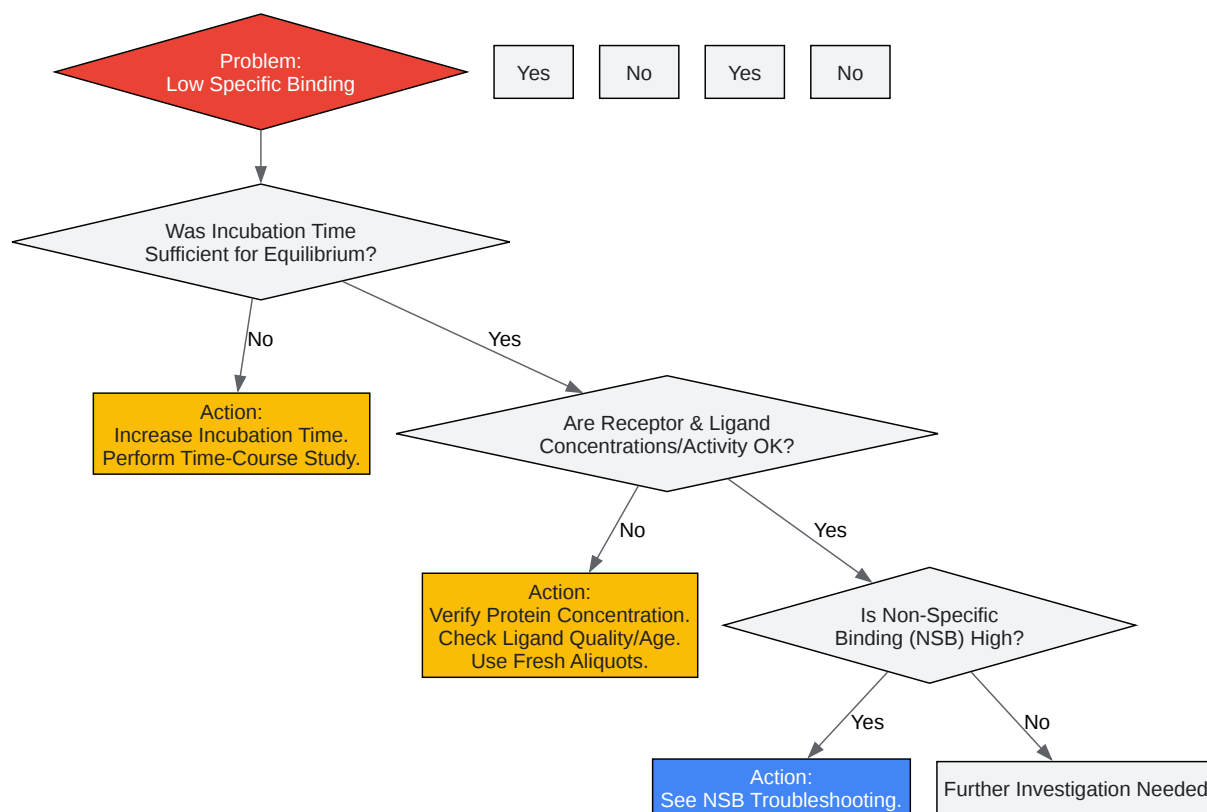 Problem:
Low Specific Binding
Yes
No
Yes
No
Was Incubation Time
Sufficient for Equilibrium?
No
Yes
Action:
Increase Incubation Time.
Perform Time-Course Study.
Are Receptor & Ligand
Concentrations/Activity OK?
No
Yes
Action:
Verify Protein Concentration.
Check Ligand Quality/Age.
Use Fresh Aliquots.
Is Non-Specific
Binding (NSB) High?
Yes
No
Action:
See NSB Troubleshooting.
Further Investigation Needed